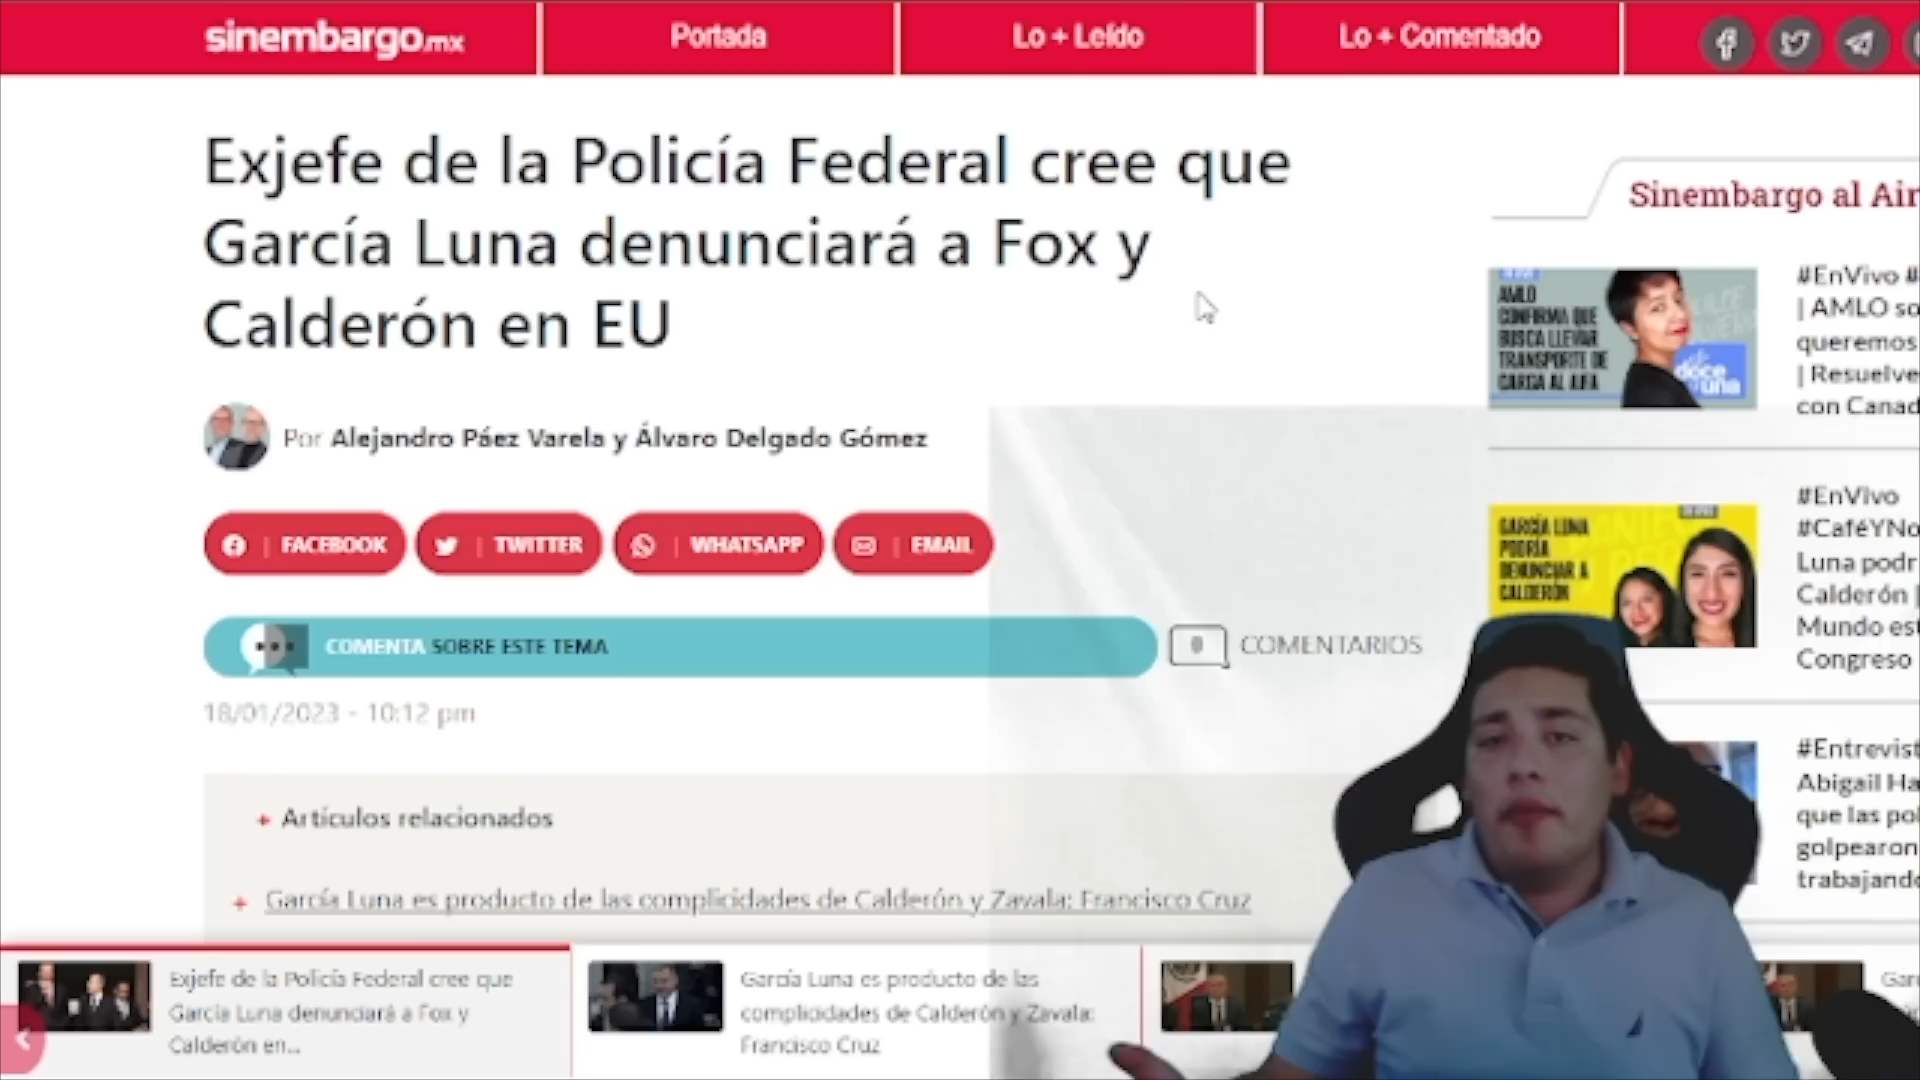 sinembargo.mx
Portada
Lo + Leído
Lo + Comentado
Exjefe de la Policía Federal cree que
García Luna denunciará a Fox y
Calderón en EU
Por Alejandro Páez Varela y Álvaro Delgado Gómez
FACEBOOK
TWITTER
WHATSAPP
EMAIL
COMENTA SOBRE ESTE TEMA
0 COMENTARIOS
18/01/2023 - 10:12 pm
+ Artículos relacionados
+ García Luna es producto de las complicidades de Calderón y Zavala: Francisco Cruz
Exjefe de la Policía Federal cree que
García Luna denunciará a Fox y
Calderón en...
García Luna es producto de las
complicidades de Calderón y Zavala:
Francisco Cruz
Sinembargo al Air
AMLO
CONFIRMA QUE
BUSCA LLEVAR
TRANSPORTE DE
CARGA AL AIFA
doce
una
#EnVivo #
| AMLO so
queremos
| Resuelve
con Canad
GARCÍA LUNA
PODRÍA
DENUNCIAR A
CALDERÓN
#EnVivo
#CaféYNo
Luna podr
Calderón |
Mundo est
Congreso
#Entrevist
Abigail Ha
que las pol
golpearon
trabajando